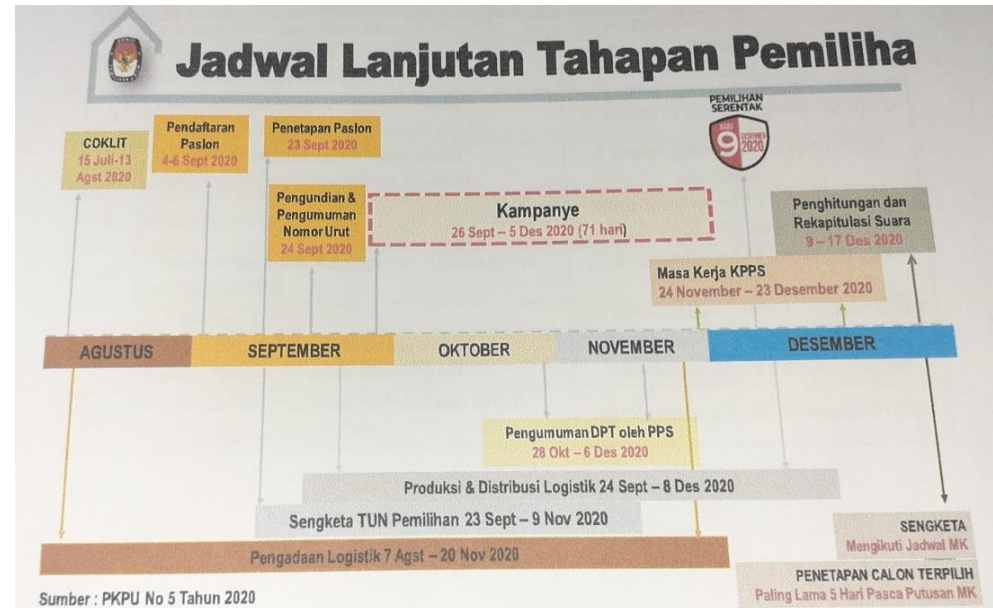 Jadwal Lanjutan Tahapan Pemiliha
PEMILIHAN
SERENTAK
9
DESEMBER
2020
COKLIT
15 Juli-13
Agst 2020
Pendaftaran
Paslon
4-6 Sept 2020
Penetapan Paslon
23 Sept 2020
Pengundian &
Pengumuman
Nomor Urut
24 Sept 2020
Kampanye
26 Sept – 5 Des 2020 (71 hari)
Penghitungan dan
Rekapitulasi Suara
9 – 17 Des 2020
Masa Kerja KPPS
24 November – 23 Desember 2020
AGUSTUS
SEPTEMBER
OKTOBER
NOVEMBER
DESEMBER
Pengumuman DPT oleh PPS
28 Okt – 6 Des 2020
Produksi & Distribusi Logistik 24 Sept – 8 Des 2020
Sengketa TUN Pemilihan 23 Sept – 9 Nov 2020
Pengadaan Logistik 7 Agst – 20 Nov 2020
SENGKETA
Mengikuti Jadwal MK
PENETAPAN CALON TERPILIH
Paling Lama 5 Hari Pasca Putusan MK
Sumber : PKPU No 5 Tahun 2020